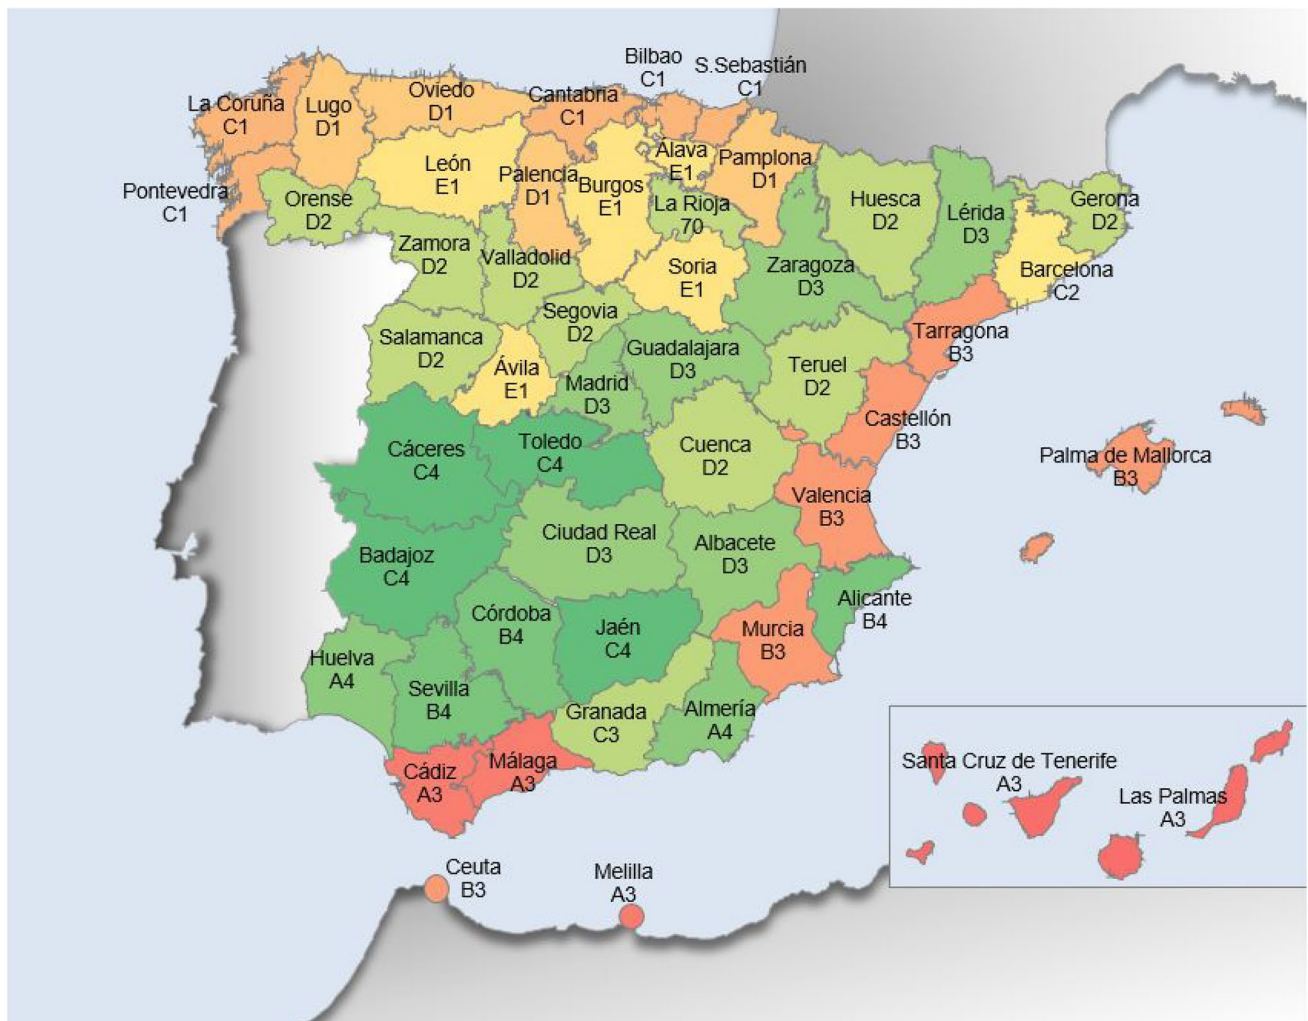 Bilbao
C1
S.Sebastián
C1
La Coruña
C1
Lugo
D1
Oviedo
D1
Cantabria
C1
Pontevedra
C1
Orense
D2
León
E1
Palencia
D1
Burgos
E1
Álava
E1
Pamplona
D1
La Rioja
70
Huesca
D2
Lérida
D3
Gerona
D2
Barcelona
C2
Zamora
D2
Valladolid
D2
Soria
E1
Zaragoza
D3
Tarragona
B3
Salamanca
D2
Segovia
D2
Ávila
E1
Madrid
D3
Guadalajara
D3
Teruel
D2
Castellón
B3
Palma de Mallorca
B3
Cáceres
C4
Toledo
C4
Cuenca
D2
Valencia
B3
Badajoz
C4
Ciudad Real
D3
Albacete
D3
Alicante
B4
Córdoba
B4
Jaén
C4
Murcia
B3
Huelva
A4
Sevilla
B4
Granada
C3
Almería
A4
Cádiz
A3
Málaga
A3
Santa Cruz de Tenerife
A3
Las Palmas
A3
Ceuta
B3
Melilla
A3